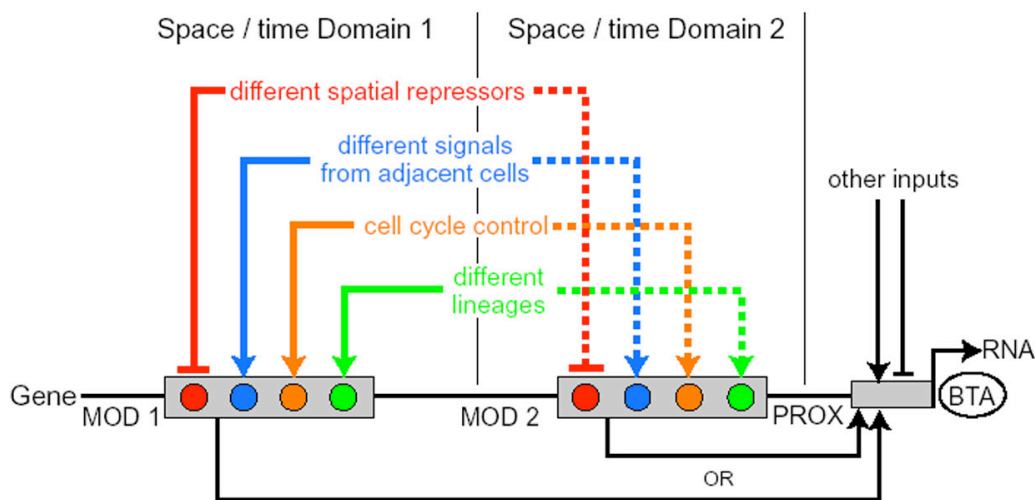 Space / time Domain 1
Space / time Domain 2
different spatial repressors
different signals
from adjacent cells
other inputs
cell cycle control
different
lineages
RNA
Gene
BTA
MOD 1
MOD 2
PROX
OR